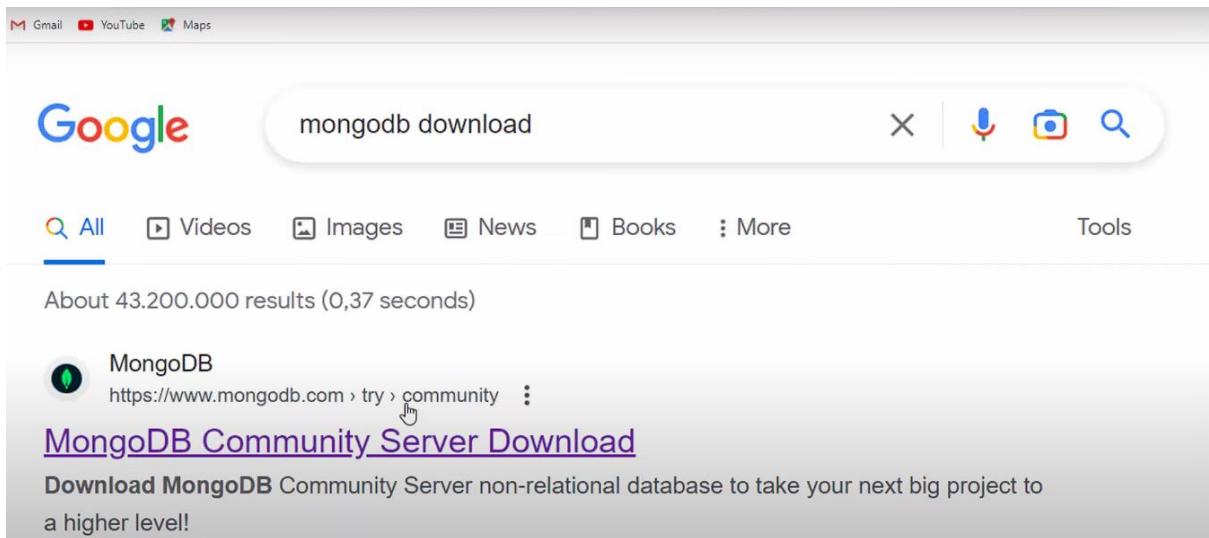 Gmail YouTube Maps
Google mongodb download
All Videos Images News Books More Tools
About 43.200.000 results (0,37 seconds)
MongoDB
https://www.mongodb.com › try › community
MongoDB Community Server Download
Download MongoDB Community Server non-relational database to take your next big project to
a higher level!